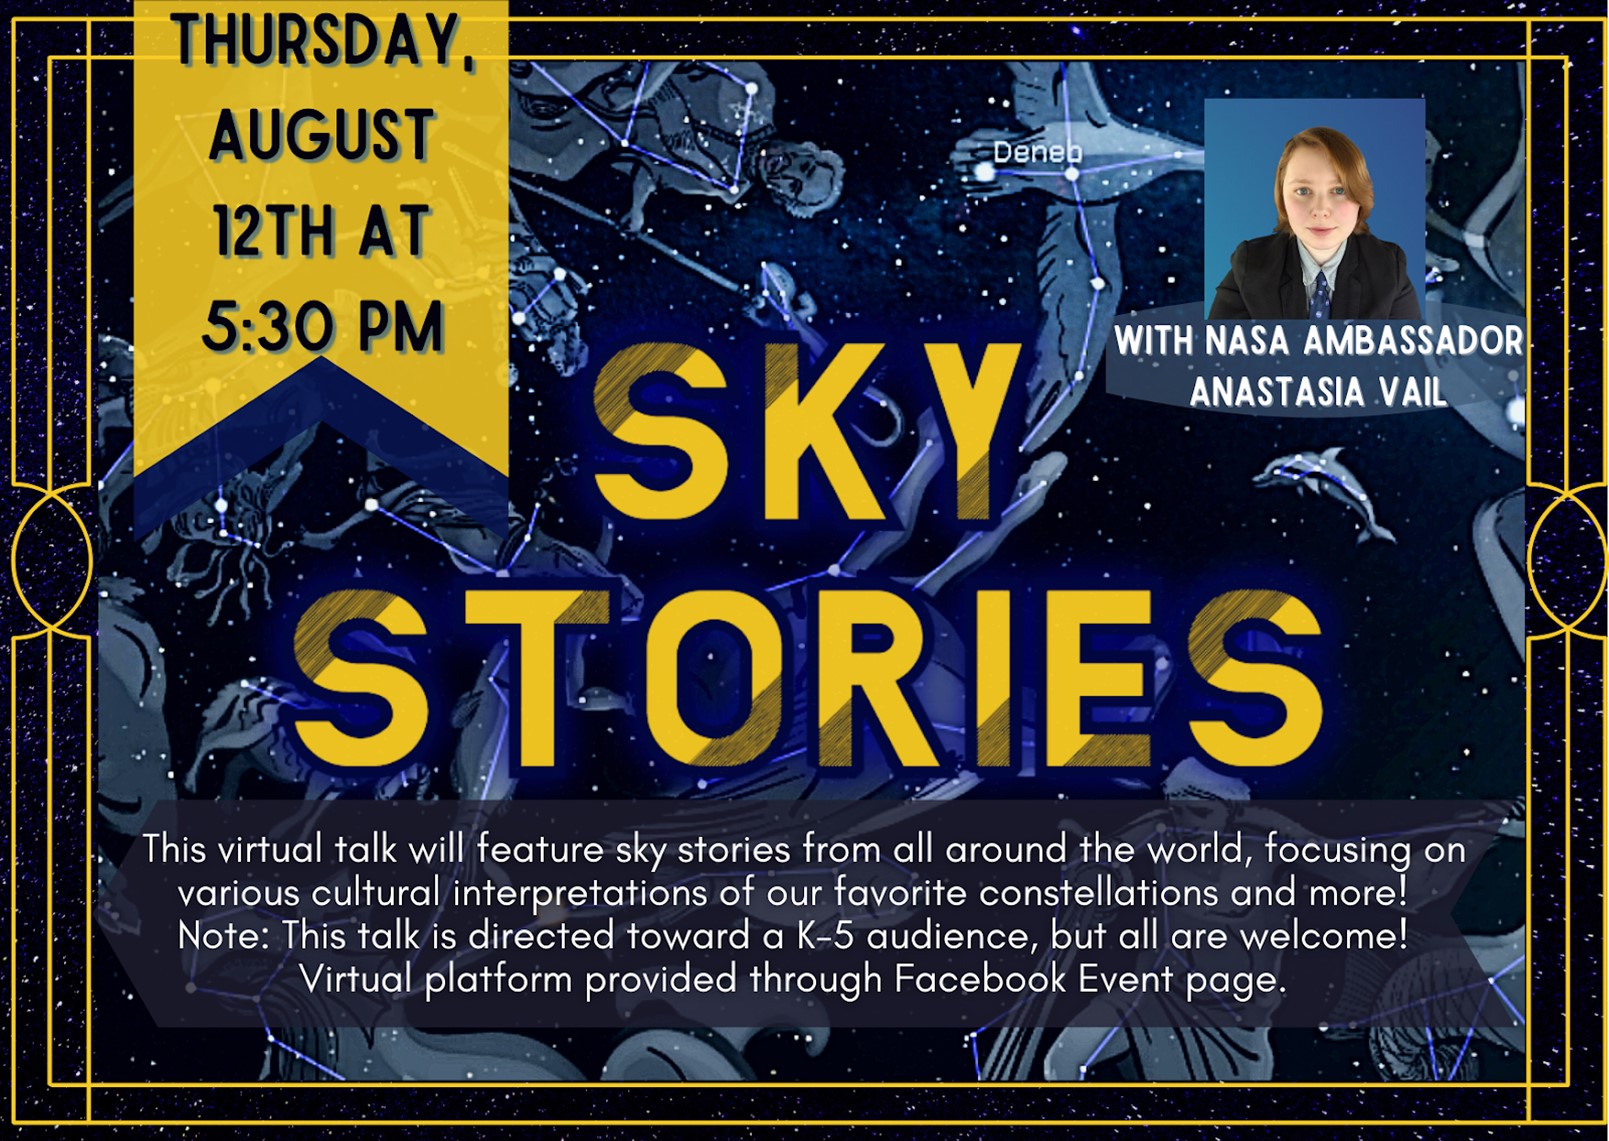 THURSDAY,
AUGUST
12TH AT
5:30 PM
Deneb
WITH NASA AMBASSADOR
ANASTASIA VAIL
SKY
STORIES
This virtual talk will feature sky stories from all around the world, focusing on
various cultural interpretations of our favorite constellations and more!
Note: This talk is directed toward a K-5 audience, but all are welcome!
Virtual platform provided through Facebook Event page.